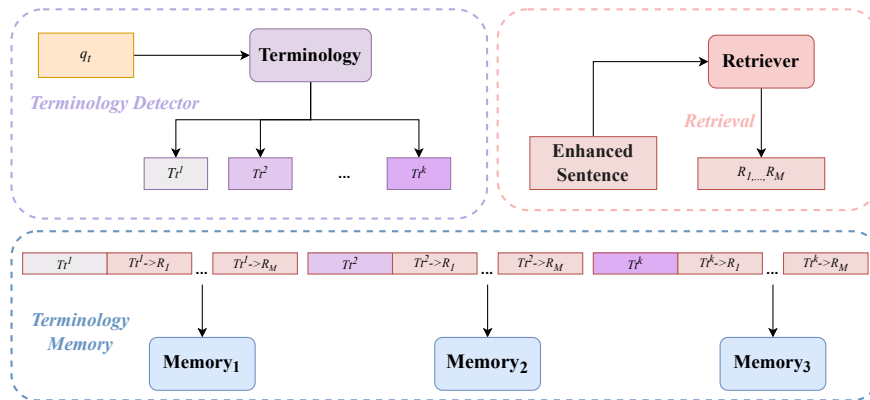 q_t
Terminology
Terminology Detector
Tt^1
Tt^2
...
Tt^k
Retriever
Retrieval
Enhanced
Sentence
R_1,...,R_M
Tt^1
Tt^1->R_1
...
Tt^1->R_M
Tt^2
Tt^2->R_1
...
Tt^2->R_M
Tt^k
Tt^k->R_1
...
Tt^k->R_M
Terminology
Memory
Memory_1
Memory_2
Memory_3